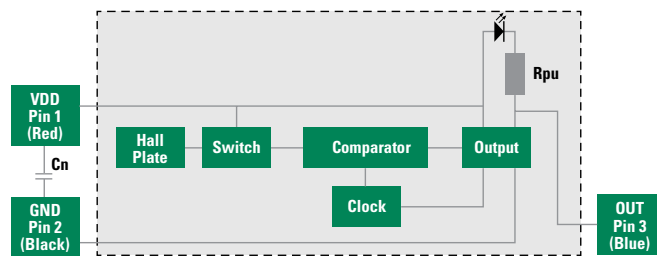 Rpu
VDD
Pin 1
(Red)
Hall
Plate
Switch
Comparator
Output
Cn
Clock
GND
Pin 2
(Black)
OUT
Pin 3
(Blue)